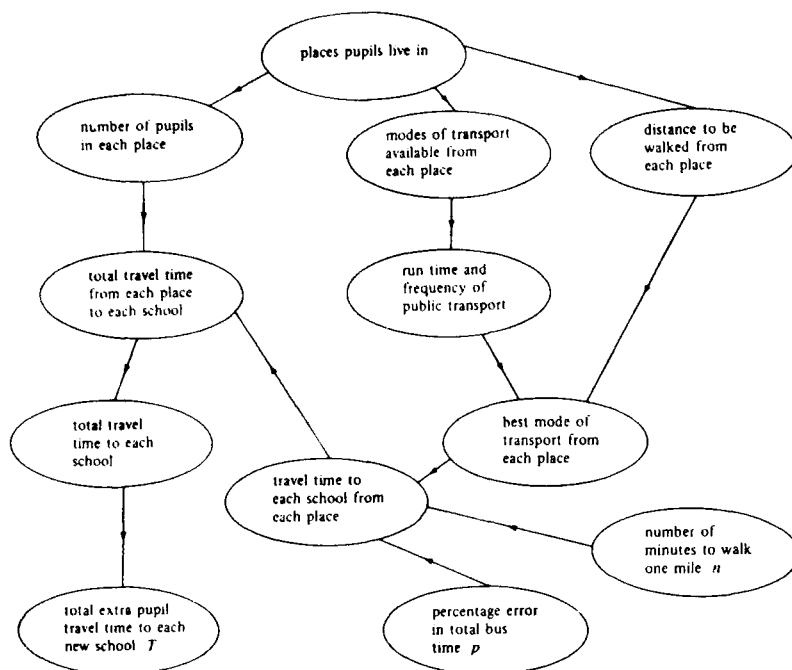 places pupils live in
number of pupils
in each place
modes of transport
available from
each place
distance to be
walked from
each place
total travel time
from each place
to each school
run time and
frequency of
public transport
total travel
time to each
school
best mode of
transport from
each place
travel time to
each school from
each place
number of
minutes to walk
one mile n
total extra pupil
travel time to each
new school T
percentage error
in total bus
time p